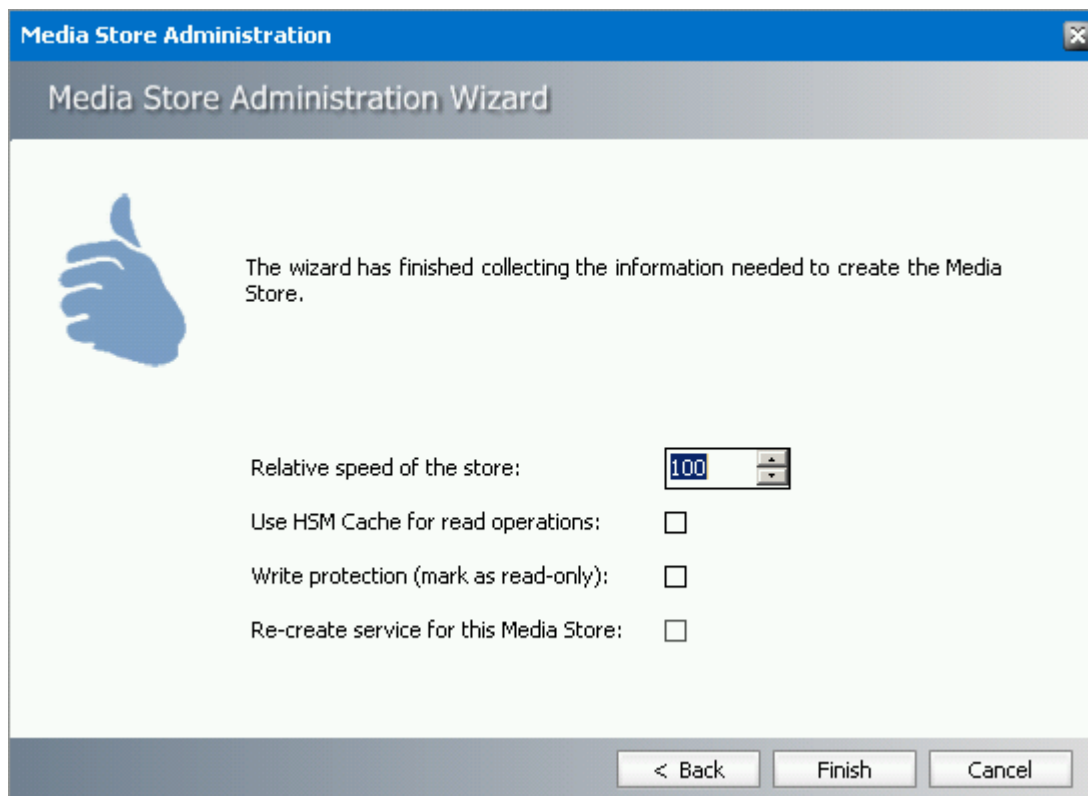 Media Store Administration
Media Store Administration Wizard
The wizard has finished collecting the information needed to create the Media
Store.
Relative speed of the store: 100
Use HSM Cache for read operations:
Write protection (mark as read-only):
Re-create service for this Media Store:
< Back Finish Cancel